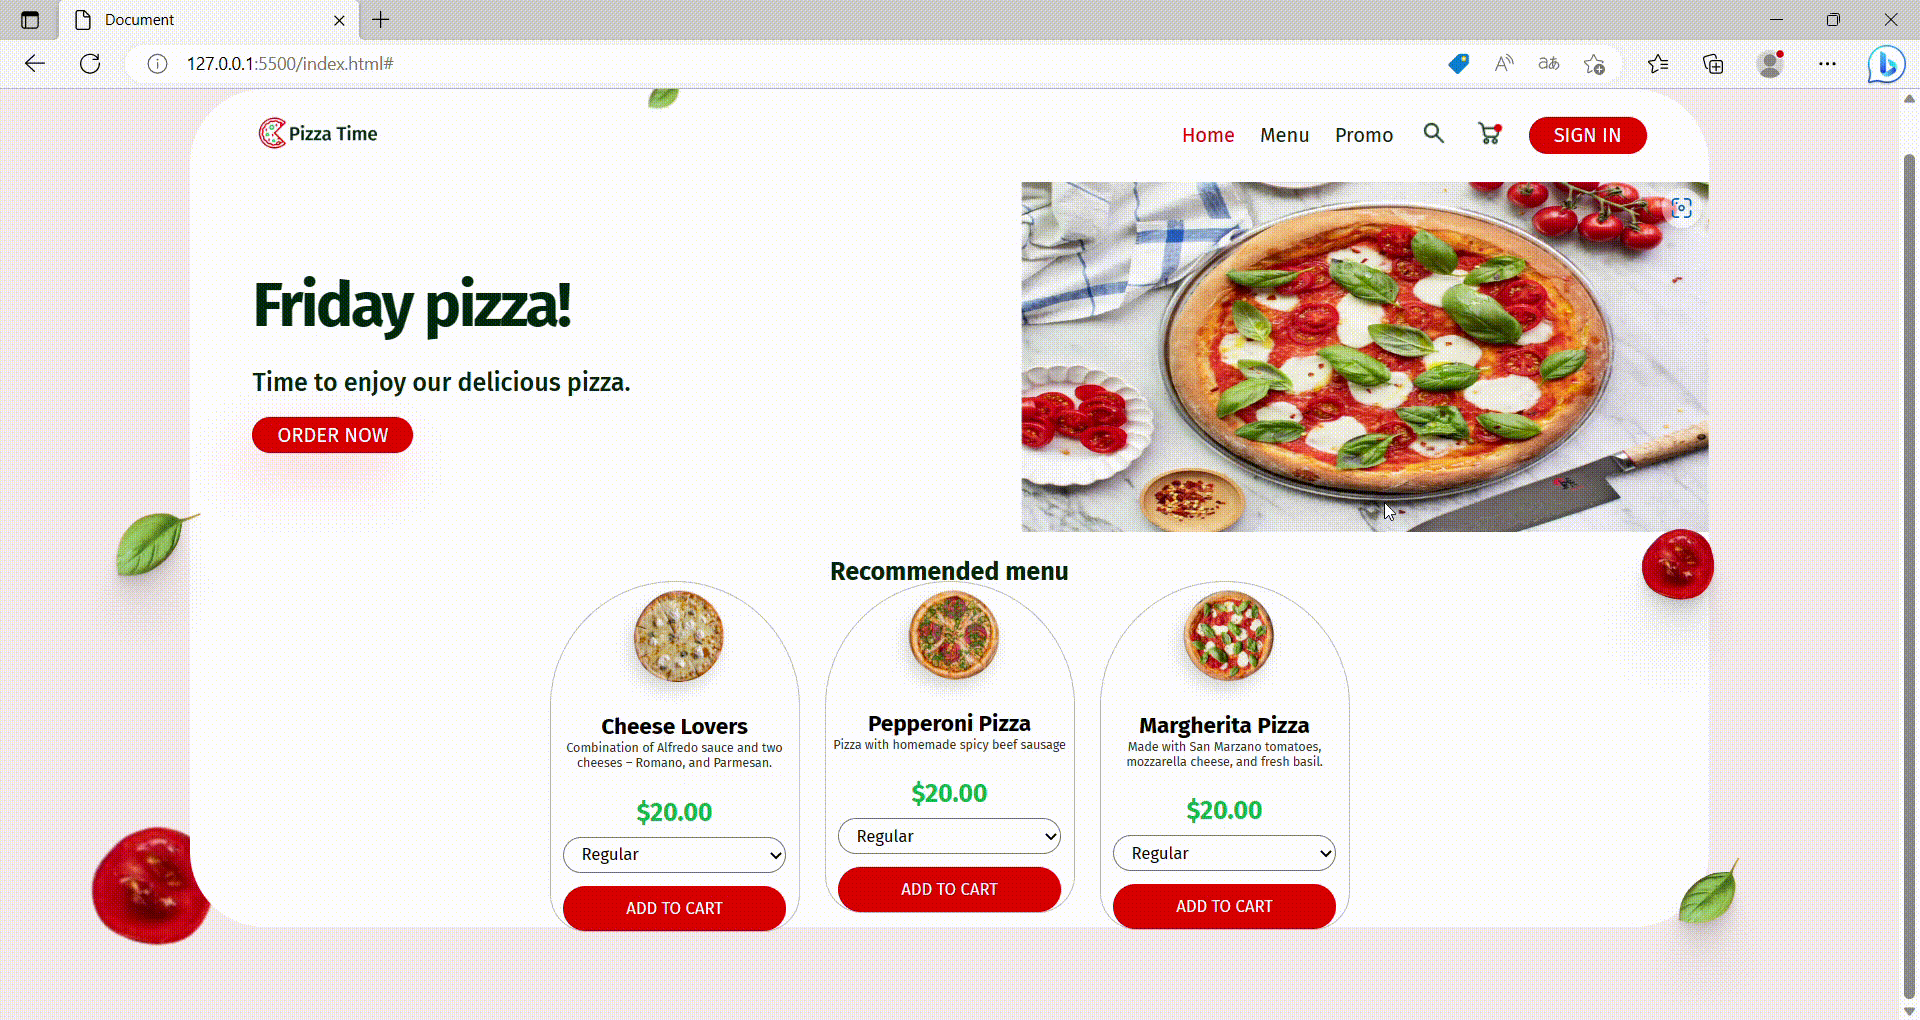 Document
127.0.0.1:5500/index.html#
Pizza Time
Home Menu Promo SIGN IN
Friday pizza!
Time to enjoy our delicious pizza.
ORDER NOW
Recommended menu
Cheese Lovers
Combination of Alfredo sauce and two
cheeses – Romano, and Parmesan.
$20.00
Regular
ADD TO CART
Pepperoni Pizza
Pizza with homemade spicy beef sausage
$20.00
Regular
ADD TO CART
Margherita Pizza
Made with San Marzano tomatoes,
mozzarella cheese, and fresh basil.
$20.00
Regular
ADD TO CART